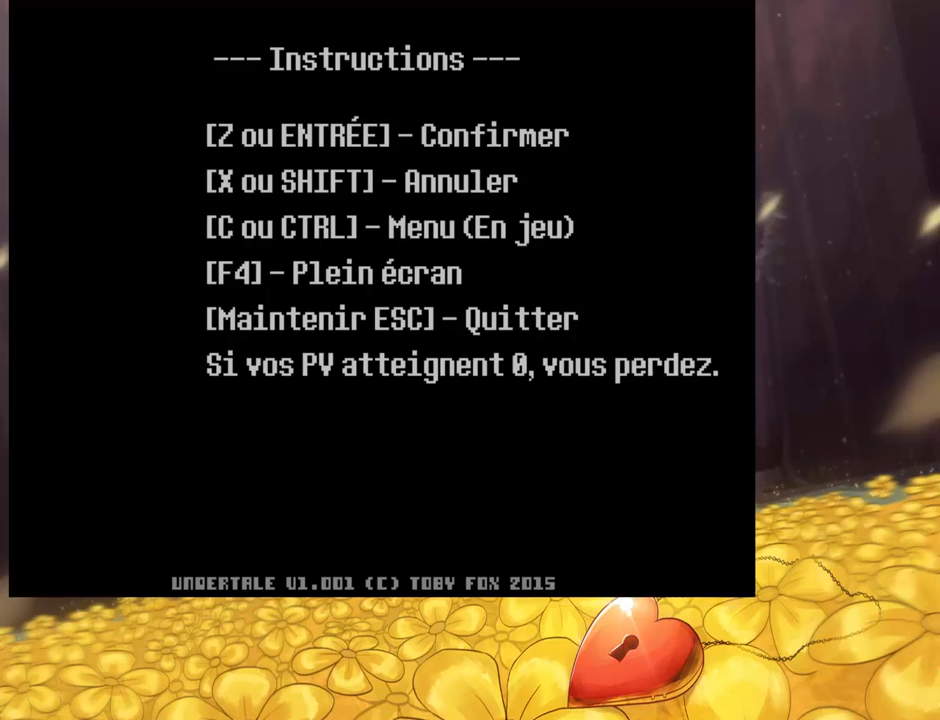 --- Instructions ---
[Z ou ENTRÉE] - Confirmer
[X ou SHIFT] - Annuler
[C ou CTRL] - Menu (En jeu)
[F4] - Plein écran
[Maintenir ESC] - Quitter
Si vos PV atteignent 0, vous perdez.
UNDERTALE V1.001 (C) TOBY FOX 2015